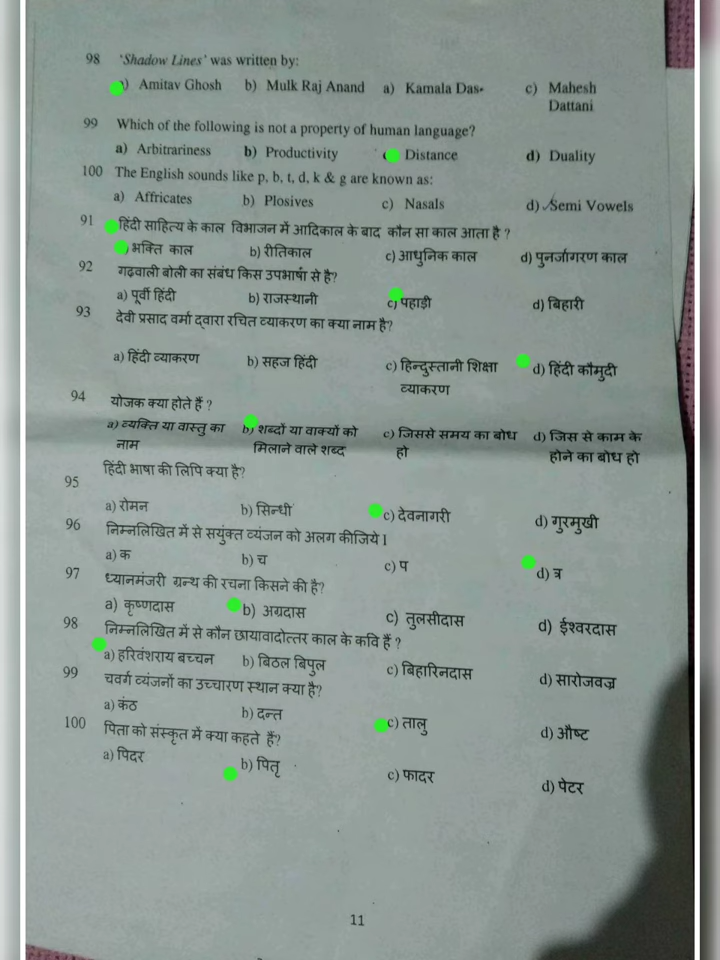 98 'Shadow Lines' was written by:
a) Amitav Ghosh b) Mulk Raj Anand a) Kamala Das c) Mahesh Dattani
99 Which of the following is not a property of human language?
a) Arbitrariness b) Productivity c) Distance d) Duality
100 The English sounds like p, b, t, d, k & g are known as:
a) Affricates b) Plosives c) Nasals d) Semi Vowels
91 हिंदी साहित्य के काल विभाजन में आदिकाल के बाद कौन सा काल आता है ?
भक्ति काल b) रीतिकाल c) आधुनिक काल d) पुनर्जागरण काल
92 गढ़वाली बोली का संबंध किस उपभाषा से है?
a) पूर्वी हिंदी b) राजस्थानी c) पहाड़ी d) बिहारी
93 देवी प्रसाद वर्मा द्वारा रचित व्याकरण का क्या नाम है?
a) हिंदी व्याकरण b) सहज हिंदी c) हिन्दुस्तानी शिक्षा व्याकरण d) हिंदी कौमुदी
94 योजक क्या होते हैं ?
a) व्यक्ति या वास्तु का नाम b) शब्दों या वाक्यों को मिलाने वाले शब्द c) जिससे समय का बोध हो d) जिस से काम के होने का बोध हो
95 हिंदी भाषा की लिपि क्या है?
a) रोमन b) सिन्धी c) देवनागरी d) गुरमुखी
96 निम्नलिखित में से सयुंक्त व्यंजन को अलग कीजिये l
a) क b) च c) प d) त्र
97 ध्यानमंजरी ग्रन्थ की रचना किसने की है?
a) कृष्णदास b) अग्रदास c) तुलसीदास d) ईश्वरदास
98 निम्नलिखित में से कौन छायावादोत्तर काल के कवि हैं ?
a) हरिवंशराय बच्चन b) बिठल बिपुल c) बिहारिनदास d) सारोजवज्र
99 चवर्ग व्यंजनों का उच्चारण स्थान क्या है?
a) कंठ b) दन्त c) तालु d) औष्ट
100 पिता को संस्कृत में क्या कहते हैं?
a) पिदर b) पितृ c) फादर d) पेटर
11